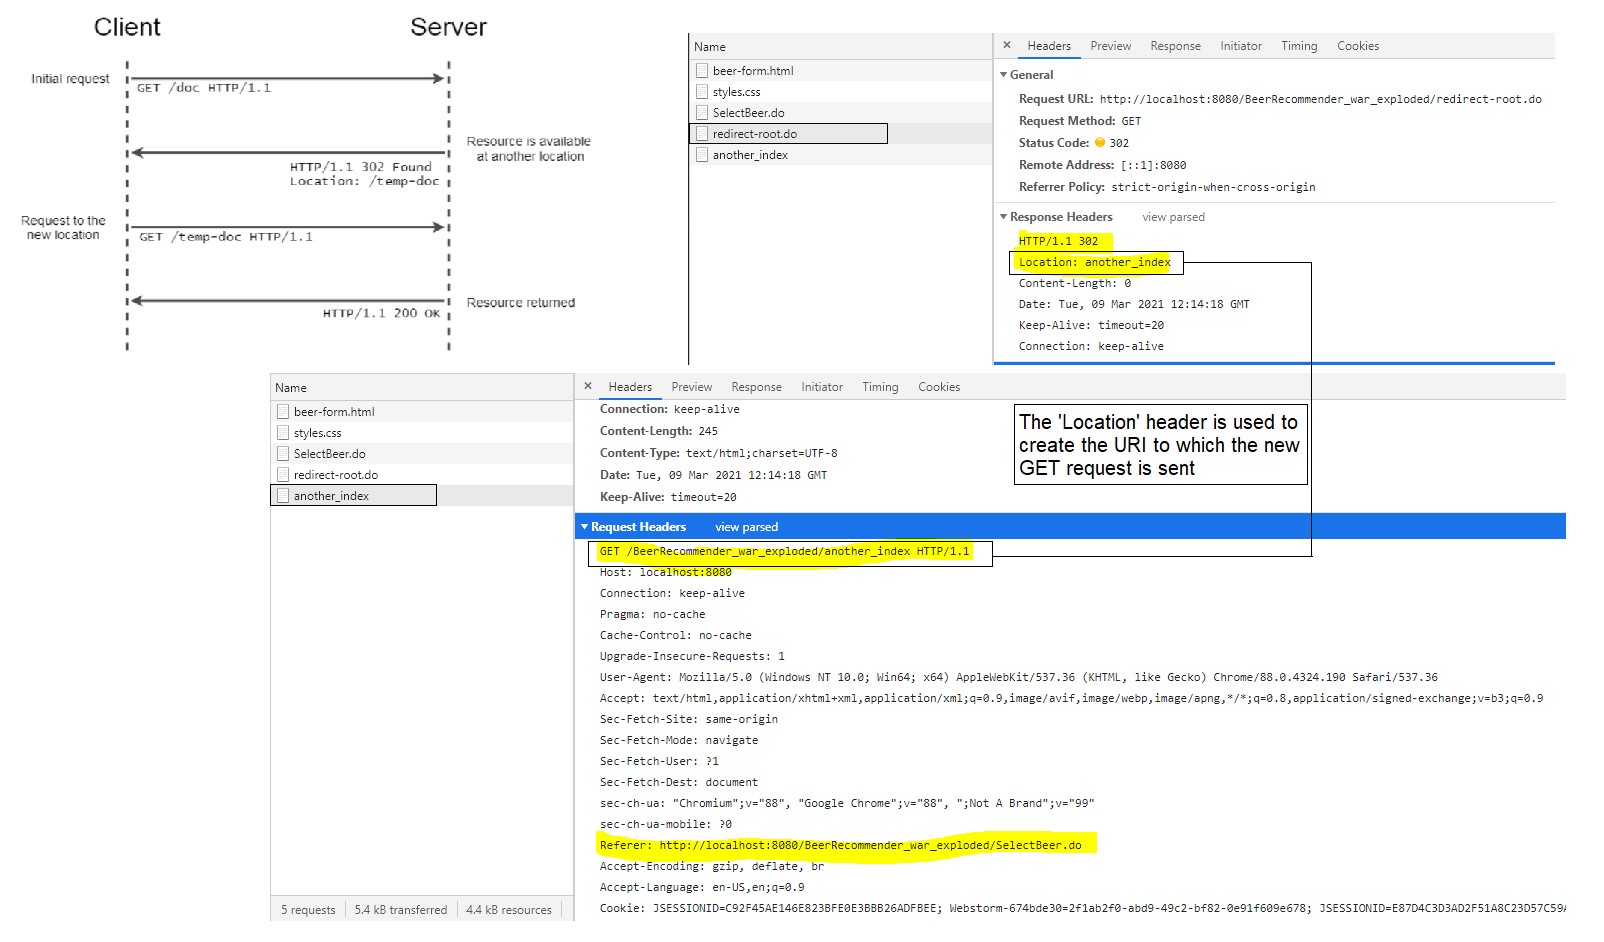 Client
Server
Initial request
GET /doc HTTP/1.1
Resource is available
at another location
HTTP/1.1 302 Found
Location: /temp-doc
Request to the
new location
GET /temp-doc HTTP/1.1
Resource returned
HTTP/1.1 200 OK
Name
beer-form.html
styles.css
SelectBeer.do
redirect-root.do
another_index
× Headers Preview Response Initiator Timing Cookies
General
Request URL: http://localhost:8080/BeerRecommender_war_exploded/redirect-root.do
Request Method: GET
Status Code: 302
Remote Address: [::1]:8080
Referrer Policy: strict-origin-when-cross-origin
Response Headers view parsed
HTTP/1.1 302
Location: another_index
Content-Length: 0
Date: Tue, 09 Mar 2021 12:14:18 GMT
Keep-Alive: timeout=20
Connection: keep-alive
The 'Location' header is used to
create the URI to which the new
GET request is sent
Name
beer-form.html
styles.css
SelectBeer.do
redirect-root.do
another_index
5 requests 5.4 kB transferred 4.4 kB resources
× Headers Preview Response Initiator Timing Cookies
Connection: keep-alive
Content-Length: 245
Content-Type: text/html;charset=UTF-8
Date: Tue, 09 Mar 2021 12:14:18 GMT
Keep-Alive: timeout=20
Request Headers view parsed
GET /BeerRecommender_war_exploded/another_index HTTP/1.1
Host: localhost:8080
Connection: keep-alive
Pragma: no-cache
Cache-Control: no-cache
Upgrade-Insecure-Requests: 1
User-Agent: Mozilla/5.0 (Windows NT 10.0; Win64; x64) AppleWebKit/537.36 (KHTML, like Gecko) Chrome/88.0.4324.190 Safari/537.36
Accept: text/html,application/xhtml+xml,application/xml;q=0.9,image/avif,image/webp,image/apng,*/*;q=0.8,application/signed-exchange;v=b3;q=0.9
Sec-Fetch-Site: same-origin
Sec-Fetch-Mode: navigate
Sec-Fetch-User: ?1
Sec-Fetch-Dest: document
sec-ch-ua: "Chromium";v="88", "Google Chrome";v="88", ";Not A Brand";v="99"
sec-ch-ua-mobile: ?0
Referer: http://localhost:8080/BeerRecommender_war_exploded/SelectBeer.do
Accept-Encoding: gzip, deflate, br
Accept-Language: en-US,en;q=0.9
Cookie: JSESSIONID=C92F45AE146E823BFE0E3BBB26ADFBEE; Webstorm-674bde30=2f1ab2f0-abd9-49c2-bf82-0e91f609e678; JSESSIONID=E87D4C3D3AD2F51A8C23D57C59A